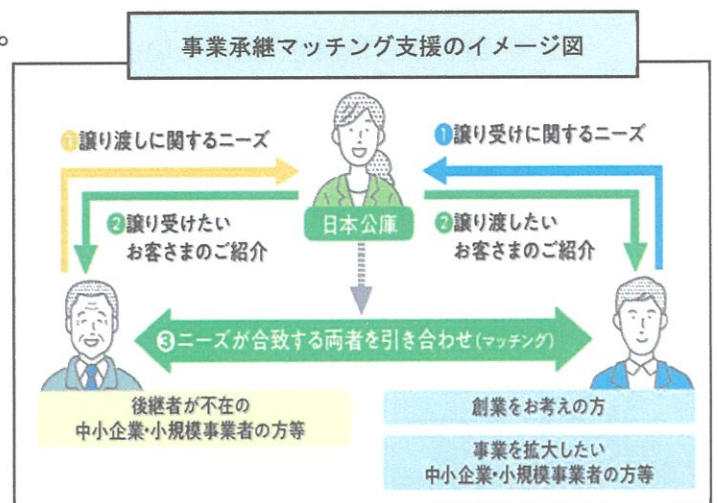 。
事業承継マッチング支援のイメージ図
①譲り渡しに関するニーズ
①譲り受けに関するニーズ
②譲り受けたい
お客さまのご紹介
日本公庫
②譲り渡したい
お客さまのご紹介
③ニーズが合致する両者を引き合わせ(マッチング)
後継者が不在の
中小企業・小規模事業者の方等
創業をお考えの方
事業を拡大したい
中小企業・小規模事業者の方等